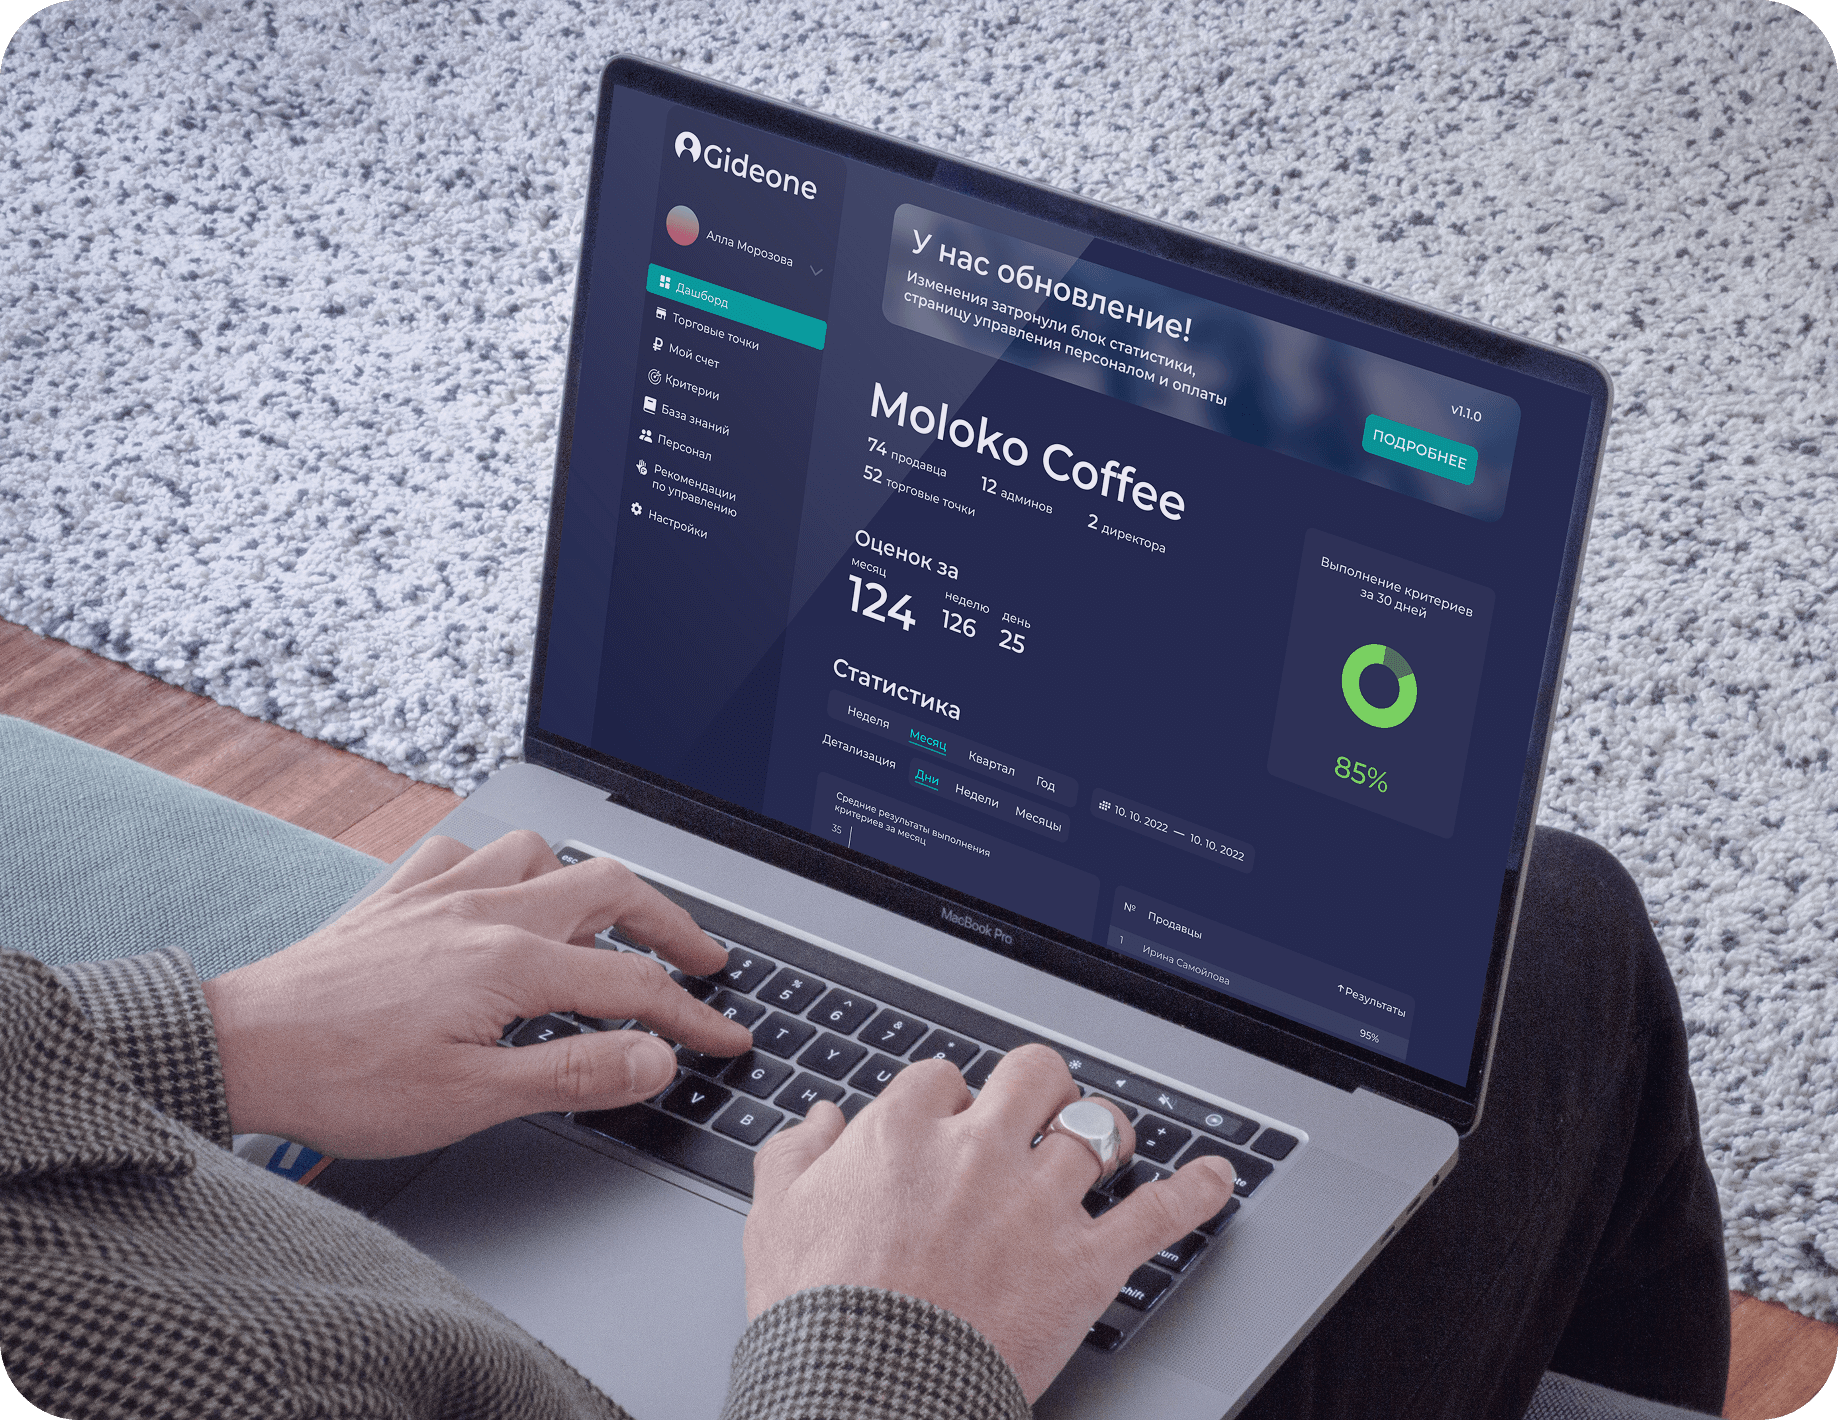 Gideone
Алла Морозова
Дашборд
Торговые точки
Мой счет
Критерии
База знаний
Персонал
Рекомендации
по управлению
Настройки
У нас обновление!
Изменения затронули блок статистики,
страницу управления персоналом и оплаты
v1.1.0
ПОДРОБНЕЕ
Moloko Coffee
74 продавца
12 админов
2 директора
52 торговые точки
Оценок за
месяц
124
неделю
126
день
25
Выполнение критериев
за 30 дней
85%
Статистика
Неделя Месяц Квартал Год
Детализация Дни Недели Месяцы
10. 10. 2022 — 10. 10. 2022
Средние результаты выполнения
критериев за месяц
35
№ Продавцы ↑Результаты
1 Ирина Самойлова 95%
MacBook Pro
esc
$
4
%
5
^
6
&
7
*
8
R
T
Y
U
G
H
Z
V
B
+
=
shift